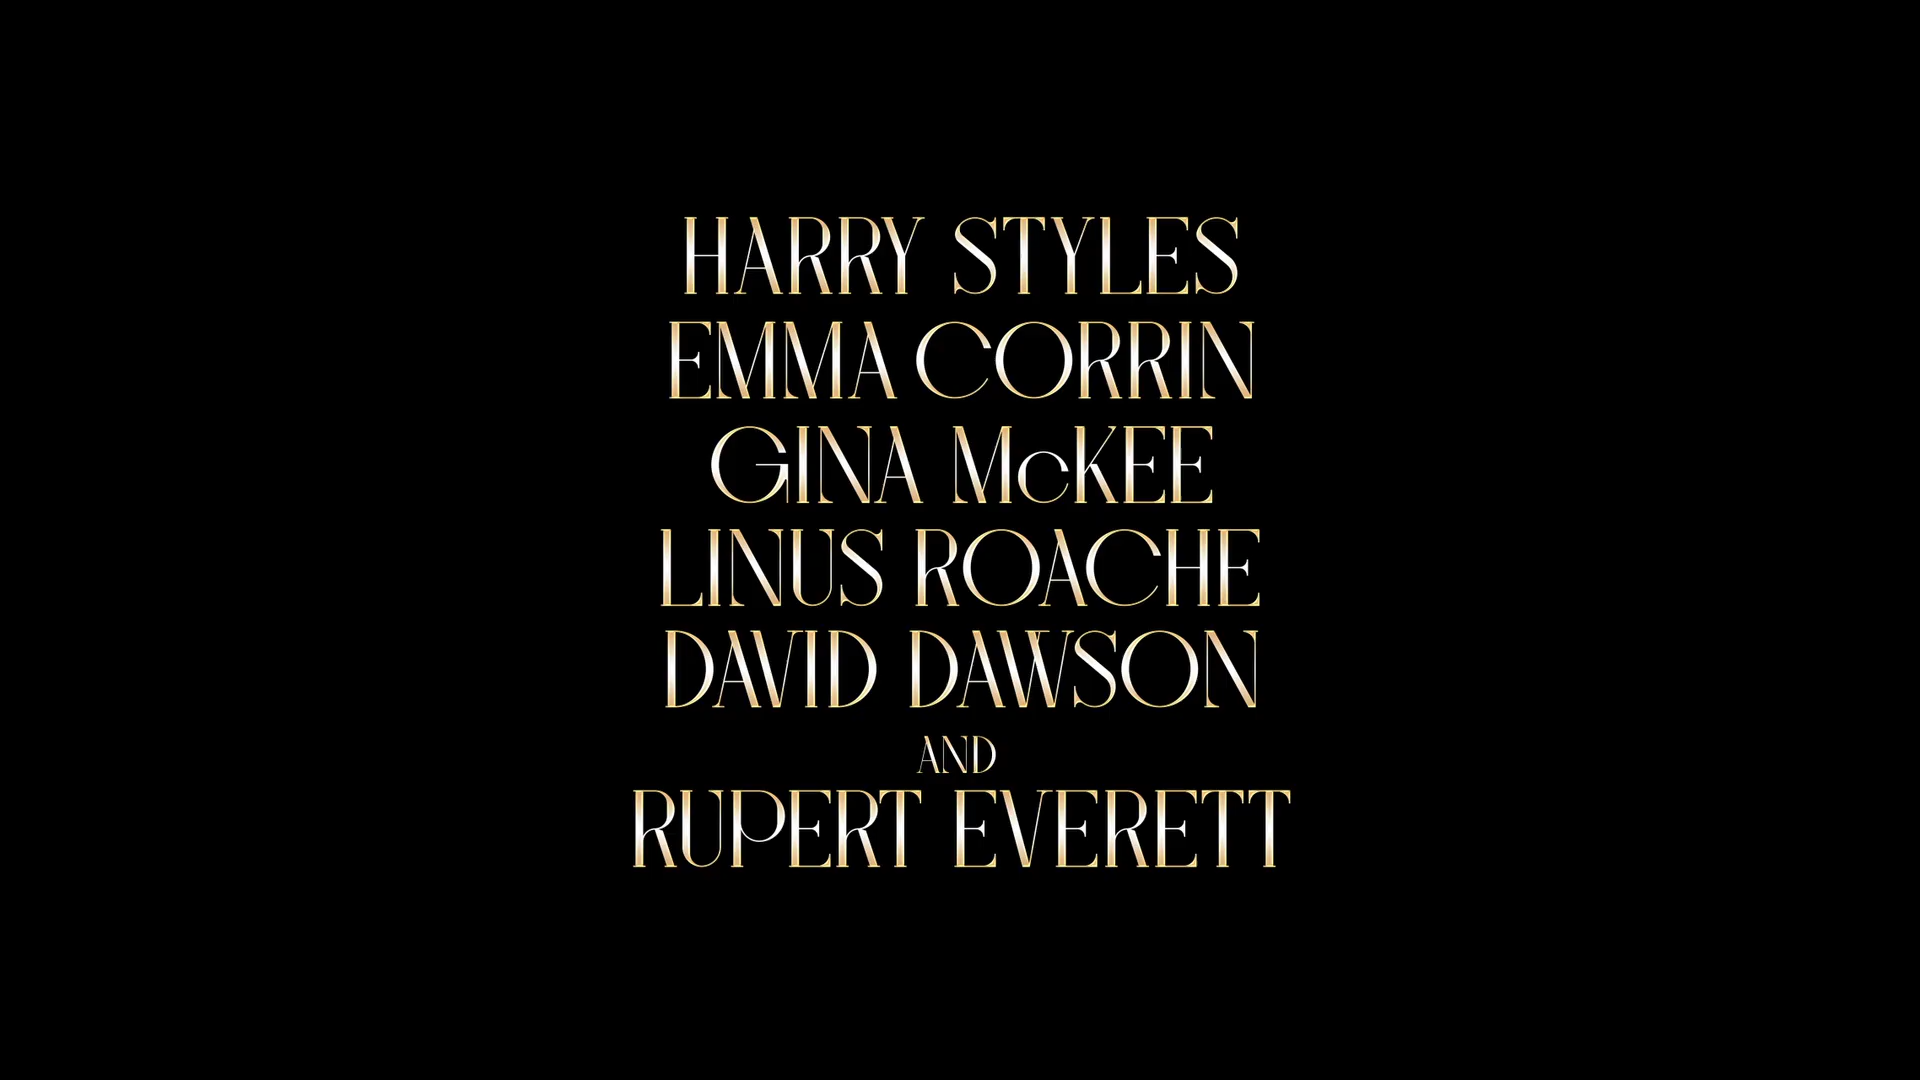 HARRY STYLES
EMMA CORRIN
GINA McKEE
LINUS ROACHE
DAVID DAWSON
AND
RUPERT EVERETT